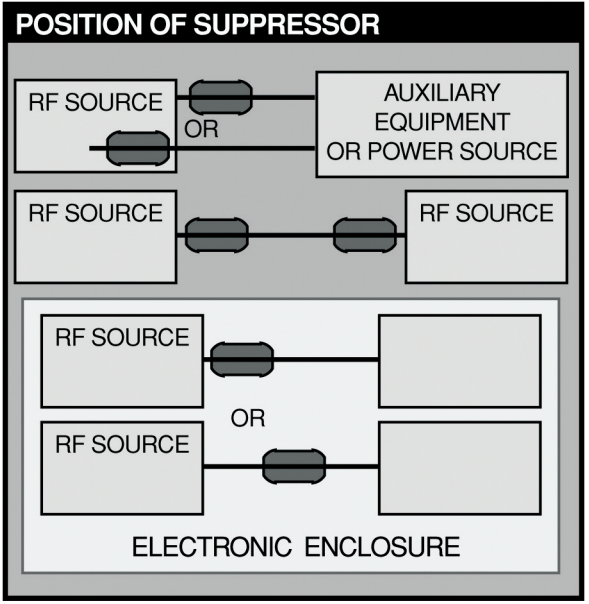 POSITION OF SUPPRESSOR
RF SOURCE
OR
AUXILIARY
EQUIPMENT
OR POWER SOURCE
RF SOURCE
RF SOURCE
RF SOURCE
OR
RF SOURCE
ELECTRONIC ENCLOSURE